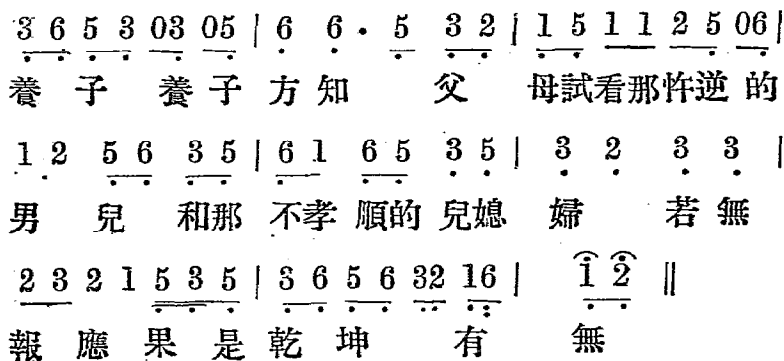 3 6 5 3 03 05 | 6 6 · 5 3 2 | 1 5 1 1 2 5 06 |
養 子 養 子 方 知 父 母 試看那忤逆 的
1 2 5 6 3 5 | 6 1 6 5 3 5 | 3 2 3 3 |
男 兒 和那 不孝 順的 兒媳 婦 若 無
2 3 2 1 5 3 5 | 3 6 5 6 32 16 | 1 2 ‖
報 應 果 是 乾 坤 有 無